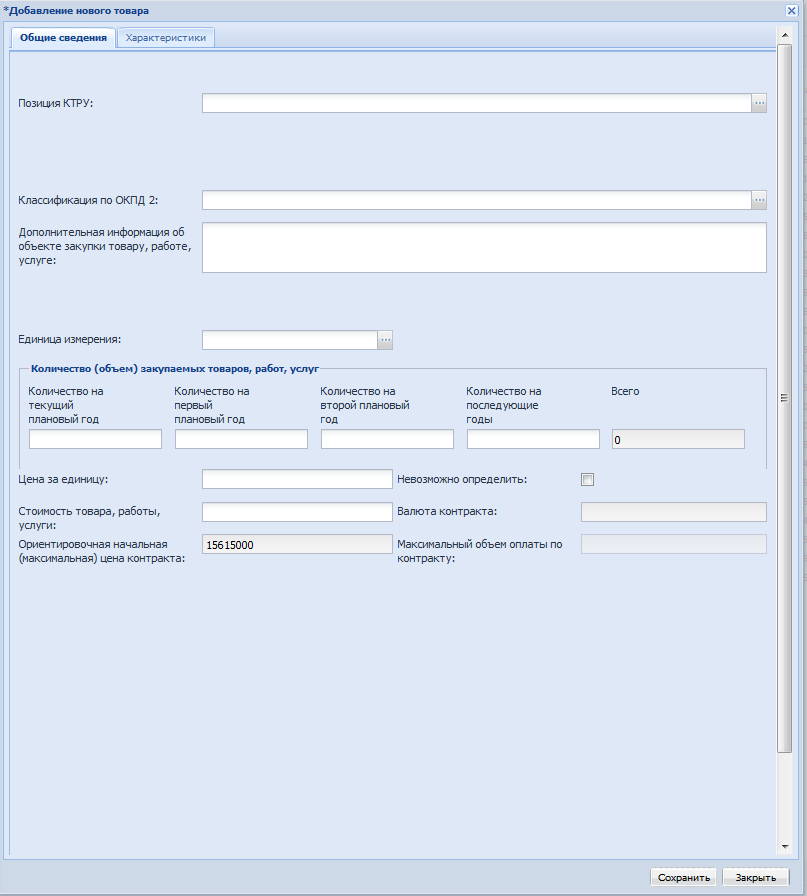 *Добавление нового товара
Общие сведения
Характеристики
Позиция КТРУ:
Классификация по ОКПД 2:
Дополнительная информация об
объекте закупки товару, работе,
услуге:
Единица измерения:
Количество (объем) закупаемых товаров, работ, услуг
Количество на
текущий
плановый год
Количество на
первый
плановый год
Количество на
второй плановый
год
Количество на
последующие
годы
Всего
0
Цена за единицу:
Невозможно определить:
Стоимость товара, работы,
услуги:
Валюта контракта:
Ориентировочная начальная
(максимальная) цена контракта:
15615000
Максимальный объем оплаты по
контракту:
Сохранить
Закрыть